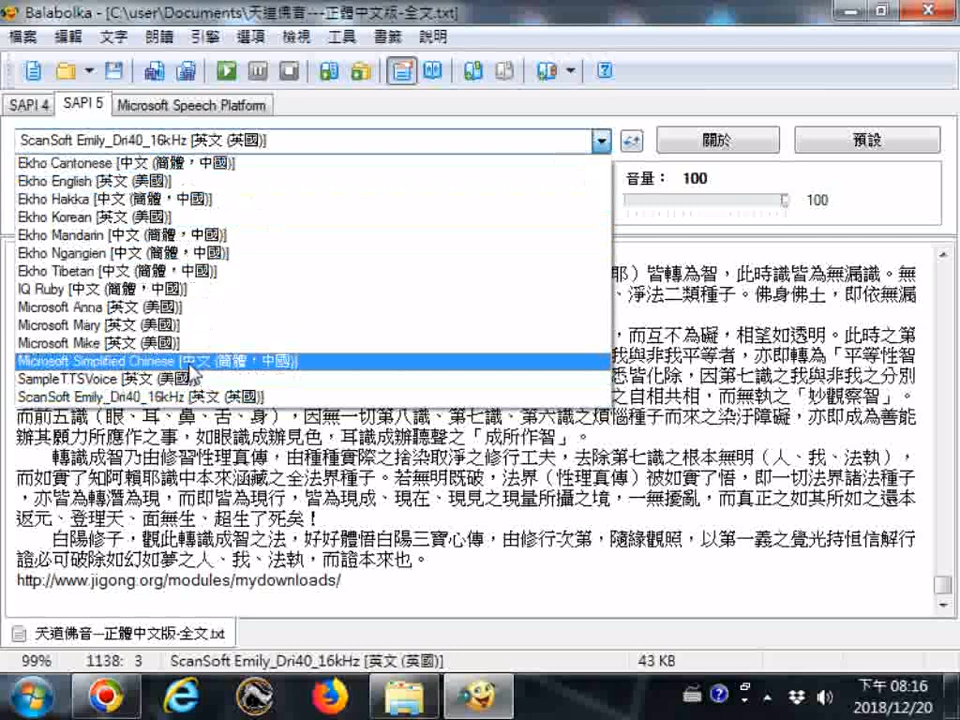 Balabolka - [C:\user\Documents\天道佛音---正體中文版-全文.txt]
檔案 編輯 文字 朗讀 引擎 選項 檢視 工具 書籤 說明
SAPI 4 SAPI 5 Microsoft Speech Platform
ScanSoft Emily_Dri40_16kHz [英文 (英國)] 關於 預設
Ekho Cantonese [中文 (簡體，中國)]
Ekho English [英文 (美國)]
音量： 100
Ekho Hakka [中文 (簡體，中國)]
100
Ekho Korean [英文 (美國)]
Ekho Mandarin [中文 (簡體，中國)]
Ekho Ngangien [中文 (簡體，中國)]
Ekho Tibetan [中文 (簡體，中國)]
IQ Ruby [中文 (簡體，中國)]
Microsoft Anna [英文 (美國)]
Microsoft Mary [英文 (美國)]
Microsoft Mike [英文 (美國)]
Microsoft Simplified Chinese [中文 (簡體，中國)]
SampleTTSVoice [英文 (美國)]
ScanSoft Emily_Dri40_16kHz [英文 (英國)]
耶）皆轉為智，此時識皆為無漏識。無
、淨法二類種子。佛身佛土，即依無漏
，而互不為礙，相望如透明。此時之第
我與非我平等者，亦即轉為「平等性智
悉皆化除，因第七識之我與非我之分別
之自相共相，而無執之「妙觀察智」。
而前五識（眼、耳、鼻、舌、身），因無一切第八識、第七識、第六識之煩惱種子而來之染汙障礙，亦即成為善能
辦其願力所應作之事，如眼識成辦見色，耳識成辦聽聲之「成所作智」。
轉識成智乃由修習性理真傳，由種種實際之捨染取淨之修行工夫，去除第七識之根本無明（人、我、法執），
而如實了知阿賴耶識中本來涵藏之全法界種子。若無明既破，法界（性理真傳）被如實了悟，即一切法界諸法種子
，亦皆為轉潛為現，而即皆為現行，皆為現成、現在、現見之現量所攝之境，一無擾亂，而真正之如其所如之還本
返元、登理天、面無生、超生了死矣！
白陽修子，觀此轉識成智之法，好好體悟白陽三寶心傳，由修行次第，隨緣觀照，以第一義之覺光持恒信解行
證必可破除如幻如夢之人、我、法執，而證本來也。
http://www.jigong.org/modules/mydownloads/
天道佛音---正體中文版-全文.txt
99% 1138: 3 ScanSoft Emily_Dri40_16kHz [英文 (英國)] 43 KB
下午 08:16
2018/12/20